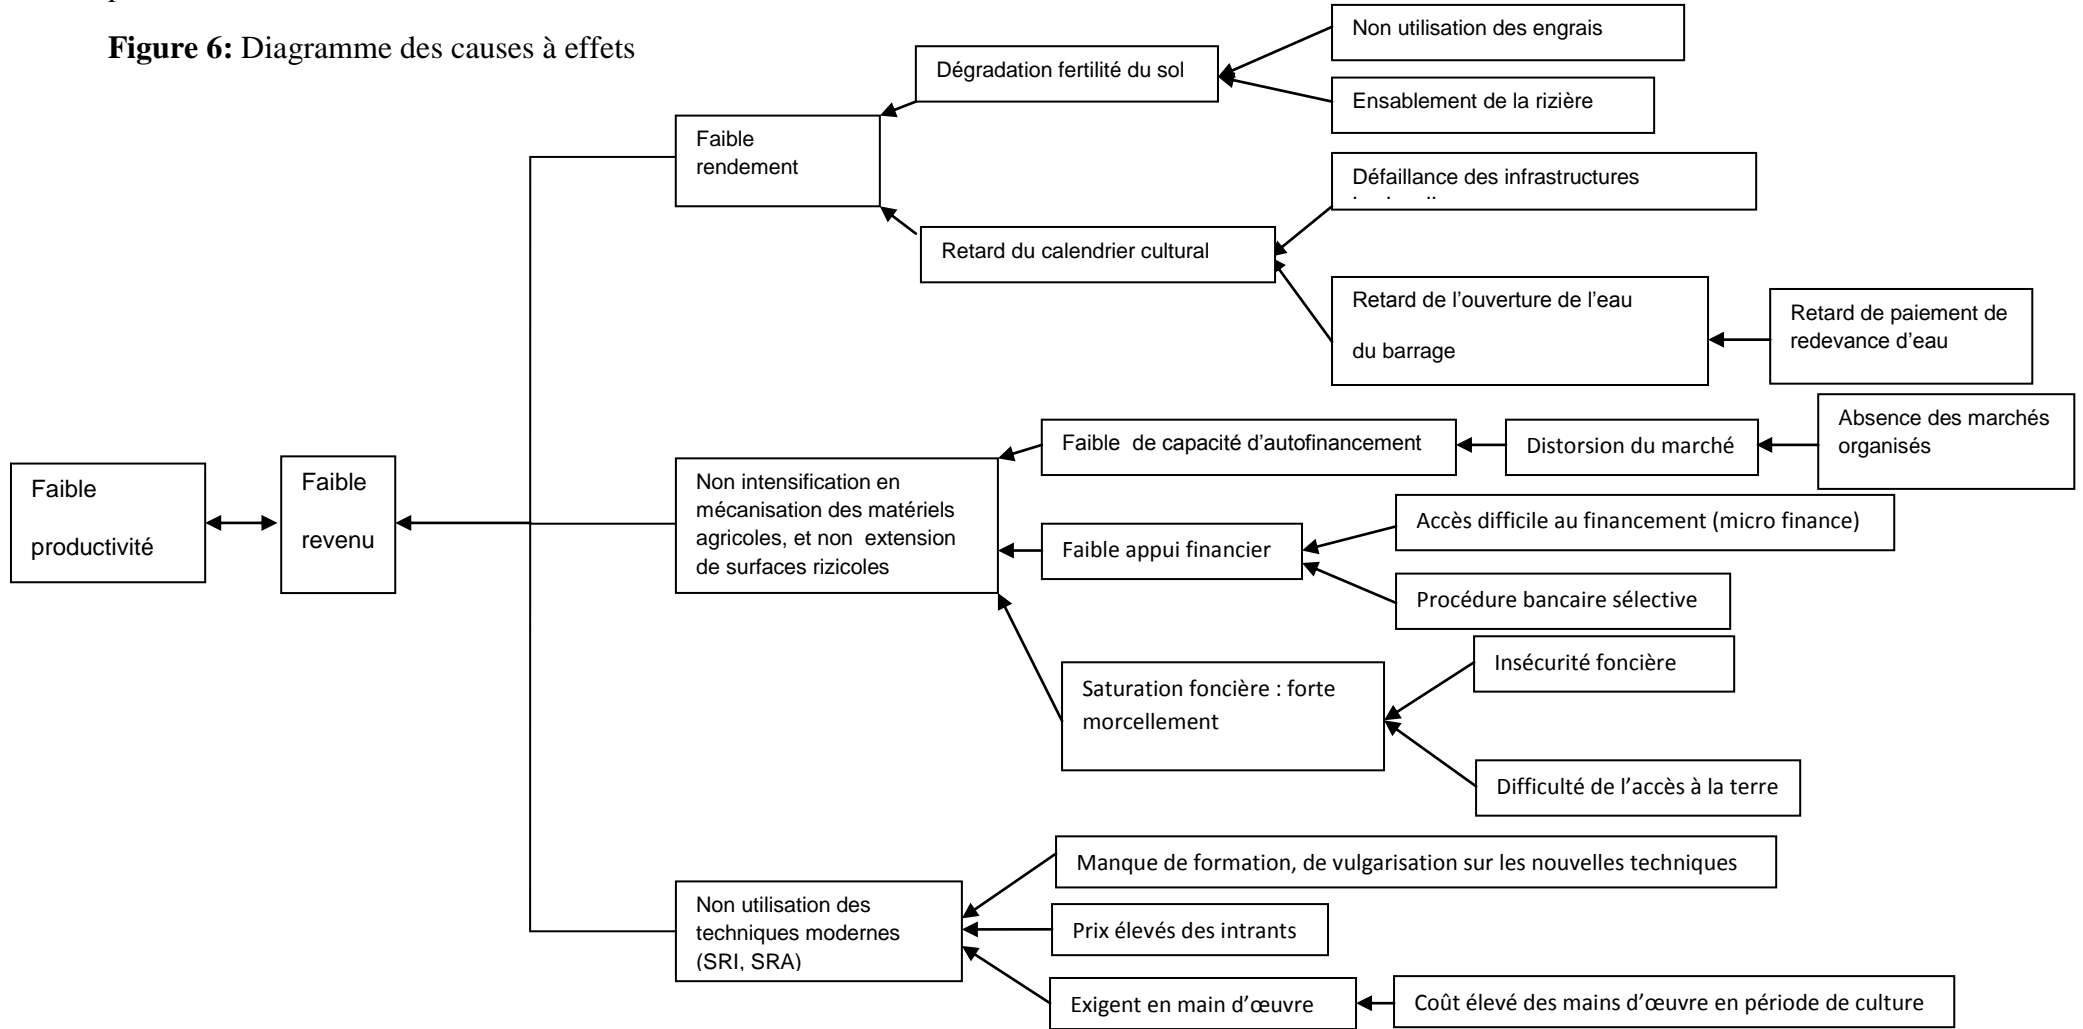 Figure 6: Diagramme des causes à effets
Non utilisation des engrais
Dégradation fertilité du sol
Ensablement de la rizière
Faible
rendement
Défaillance des infrastructures
Retard du calendrier cultural
Retard de l’ouverture de l’eau
du barrage
Retard de paiement de
redevance d’eau
Absence des marchés
organisés
Faible  de capacité d’autofinancement
Distorsion du marché
Faible
productivité
Faible
revenu
Non intensification en
mécanisation des matériels
agricoles, et non  extension
de surfaces rizicoles
Accès difficile au financement (micro finance)
Faible appui financier
Procédure bancaire sélective
Insécurité foncière
Saturation foncière : forte
morcellement
Difficulté de l’accès à la terre
Manque de formation, de vulgarisation sur les nouvelles techniques
Non utilisation des
techniques modernes
(SRI, SRA)
Prix élevés des intrants
Exigent en main d’œuvre
Coût élevé des mains d’œuvre en période de culture